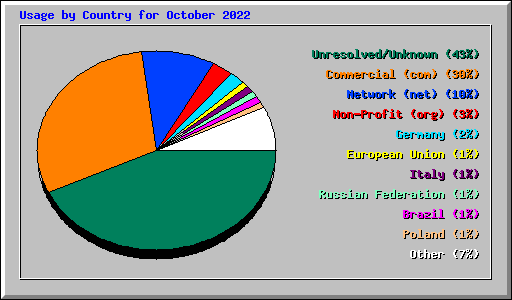 Usage by Country for October 2022
Unresolved/Unknown (43%)
Commercial (com) (30%)
Network (net) (10%)
Non-Profit (org) (3%)
Germany (2%)
European Union (1%)
Italy (1%)
Russian Federation (1%)
Brazil (1%)
Poland (1%)
Other (7%)